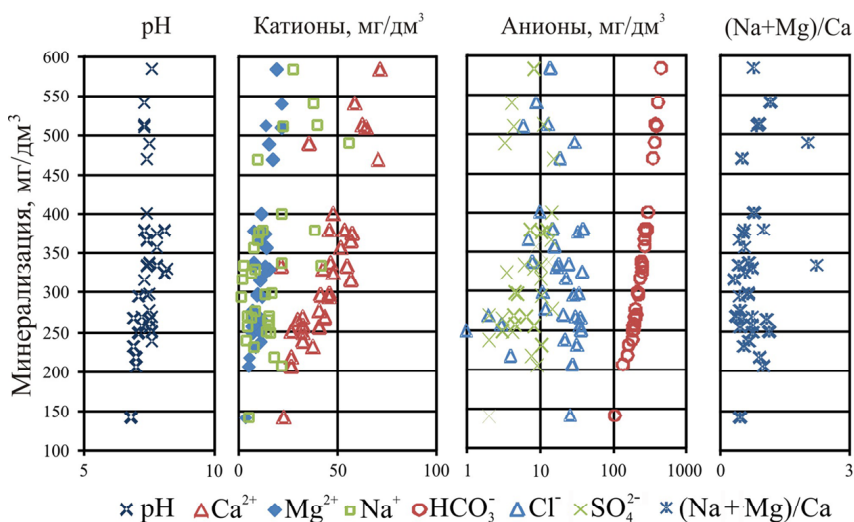 pH Катионы, мг/дм³ Анионы, мг/дм³ (Na+Mg)/Ca
Минерализация, мг/дм³
600
550
500
450
400
350
300
250
200
150
100
5 10 0 50 100 1 10 100 1000 0 3
pH Ca²⁺ Mg²⁺ Na⁺ HCO₃⁻ Cl⁻ SO₄²⁻ (Na+Mg)/Ca